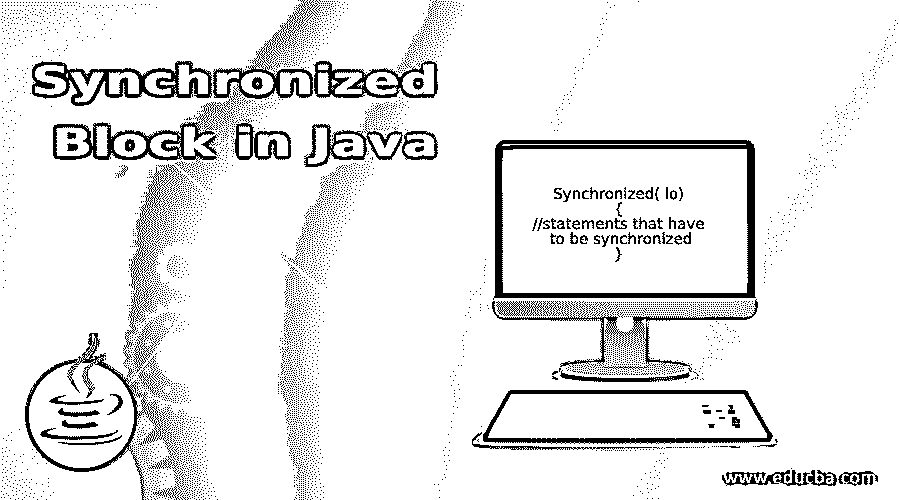 Synchronized
Block in Java
Synchronized( lo)
{
//statements that have
to be synchronized
}
www.educba.com